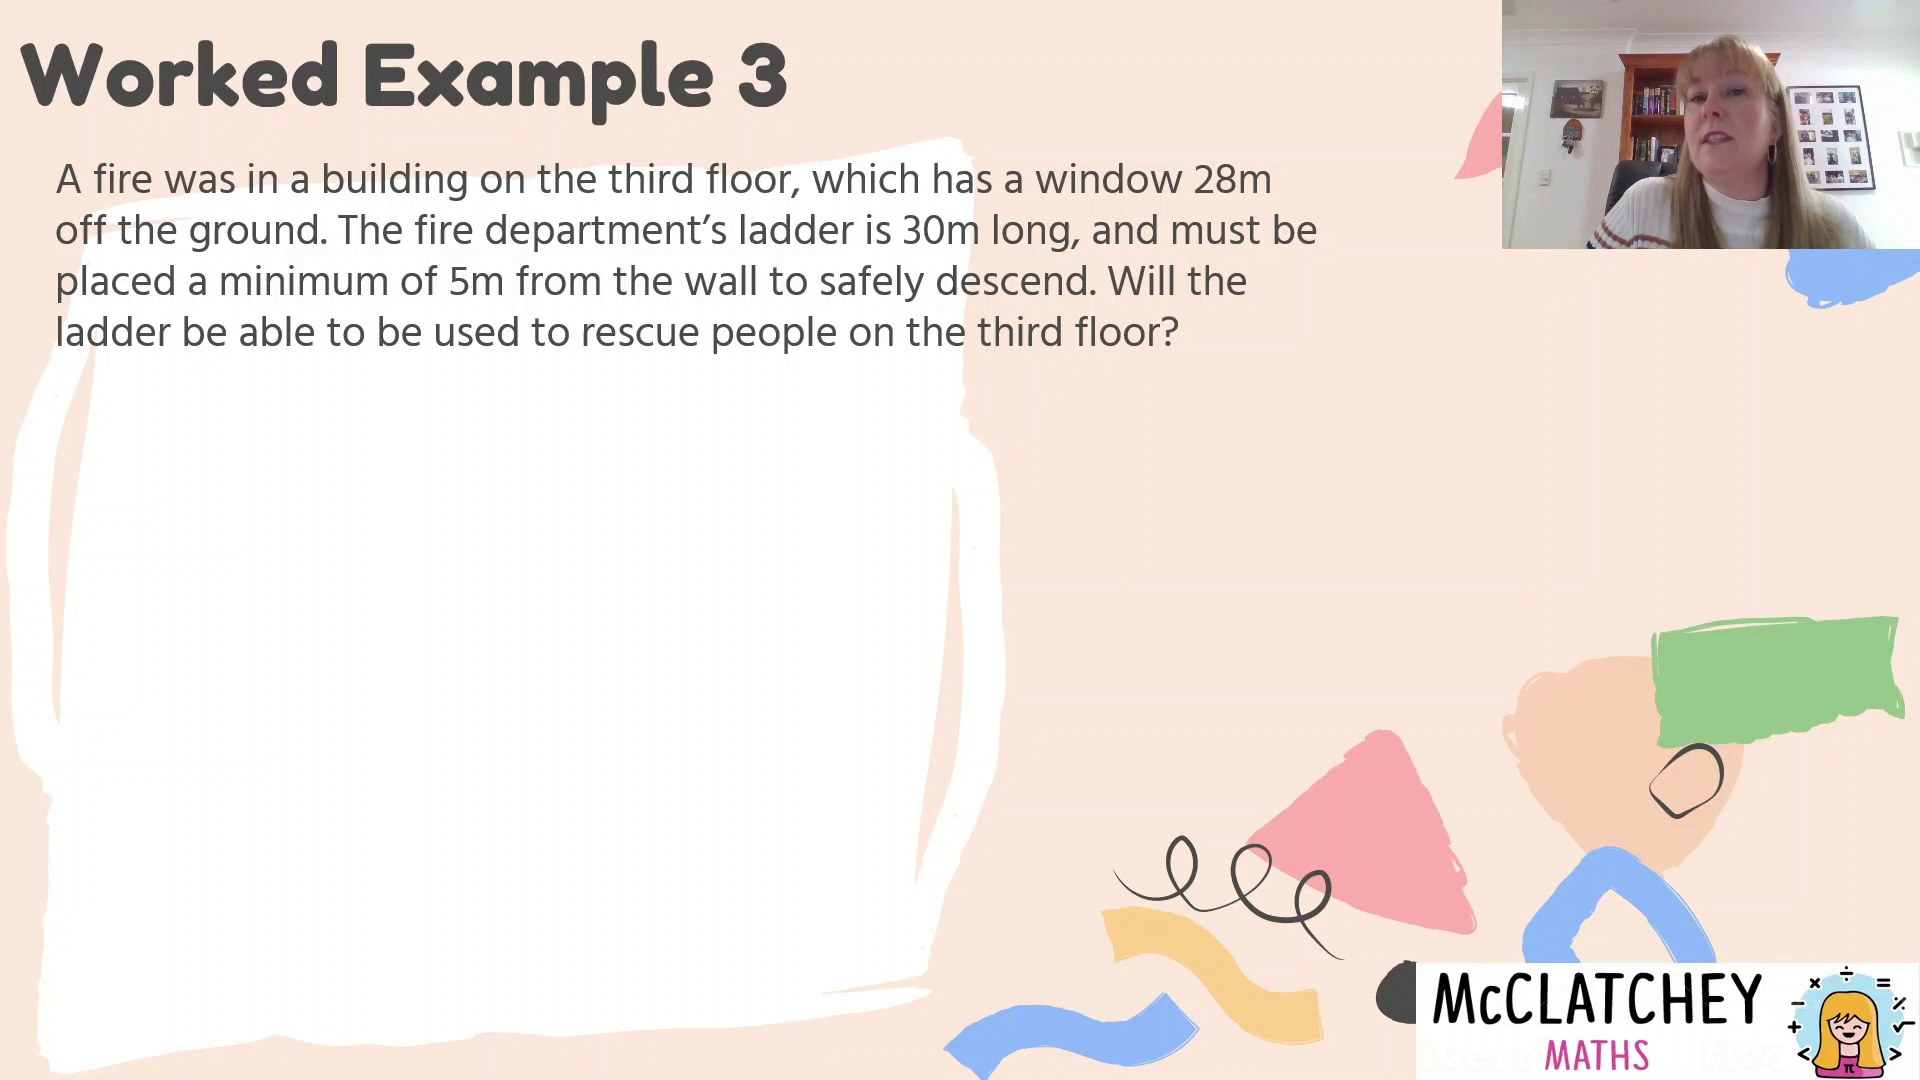 Worked Example 3
A fire was in a building on the third floor, which has a window 28m
off the ground. The fire department’s ladder is 30m long, and must be
placed a minimum of 5m from the wall to safely descend. Will the
ladder be able to be used to rescue people on the third floor?
McCLATCHEY
MATHS